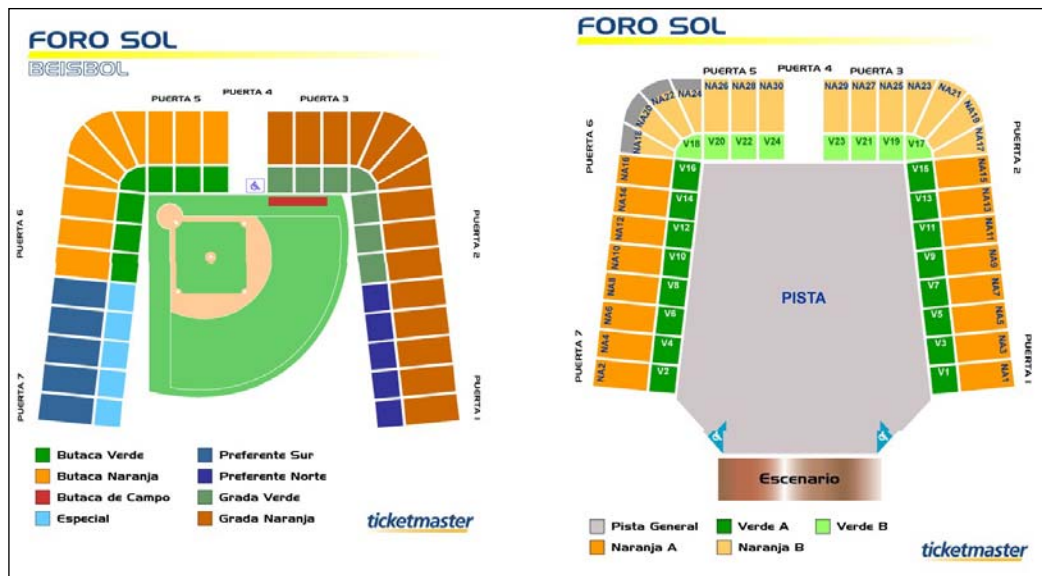 FORO SOL
BEISBOL
PUERTA 4
PUERTA 5
PUERTA 3
PUERTA 6
PUERTA 2
PUERTA 7
PUERTA 1
Butaca Verde
Butaca Naranja
Butaca de Campo
Especial
Preferente Sur
Preferente Norte
Grada Verde
Grada Naranja
ticketmaster
FORO SOL
PUERTA 5
PUERTA 4
PUERTA 3
PUERTA 6
PUERTA 2
PUERTA 7
PUERTA 1
NA18
NA20
NA22
NA24
NA26
NA28
NA30
NA29
NA27
NA25
NA23
NA21
NA19
NA17
V18
V20
V22
V24
V23
V21
V19
V17
NA16
NA14
NA12
NA10
NA8
NA6
NA4
NA2
V16
V14
V12
V10
V8
V6
V4
V2
PISTA
V15
V13
V11
V9
V7
V5
V3
V1
NA15
NA13
NA11
NA9
NA7
NA5
NA3
NA1
Escenario
Pista General
Verde A
Verde B
Naranja A
Naranja B
ticketmaster